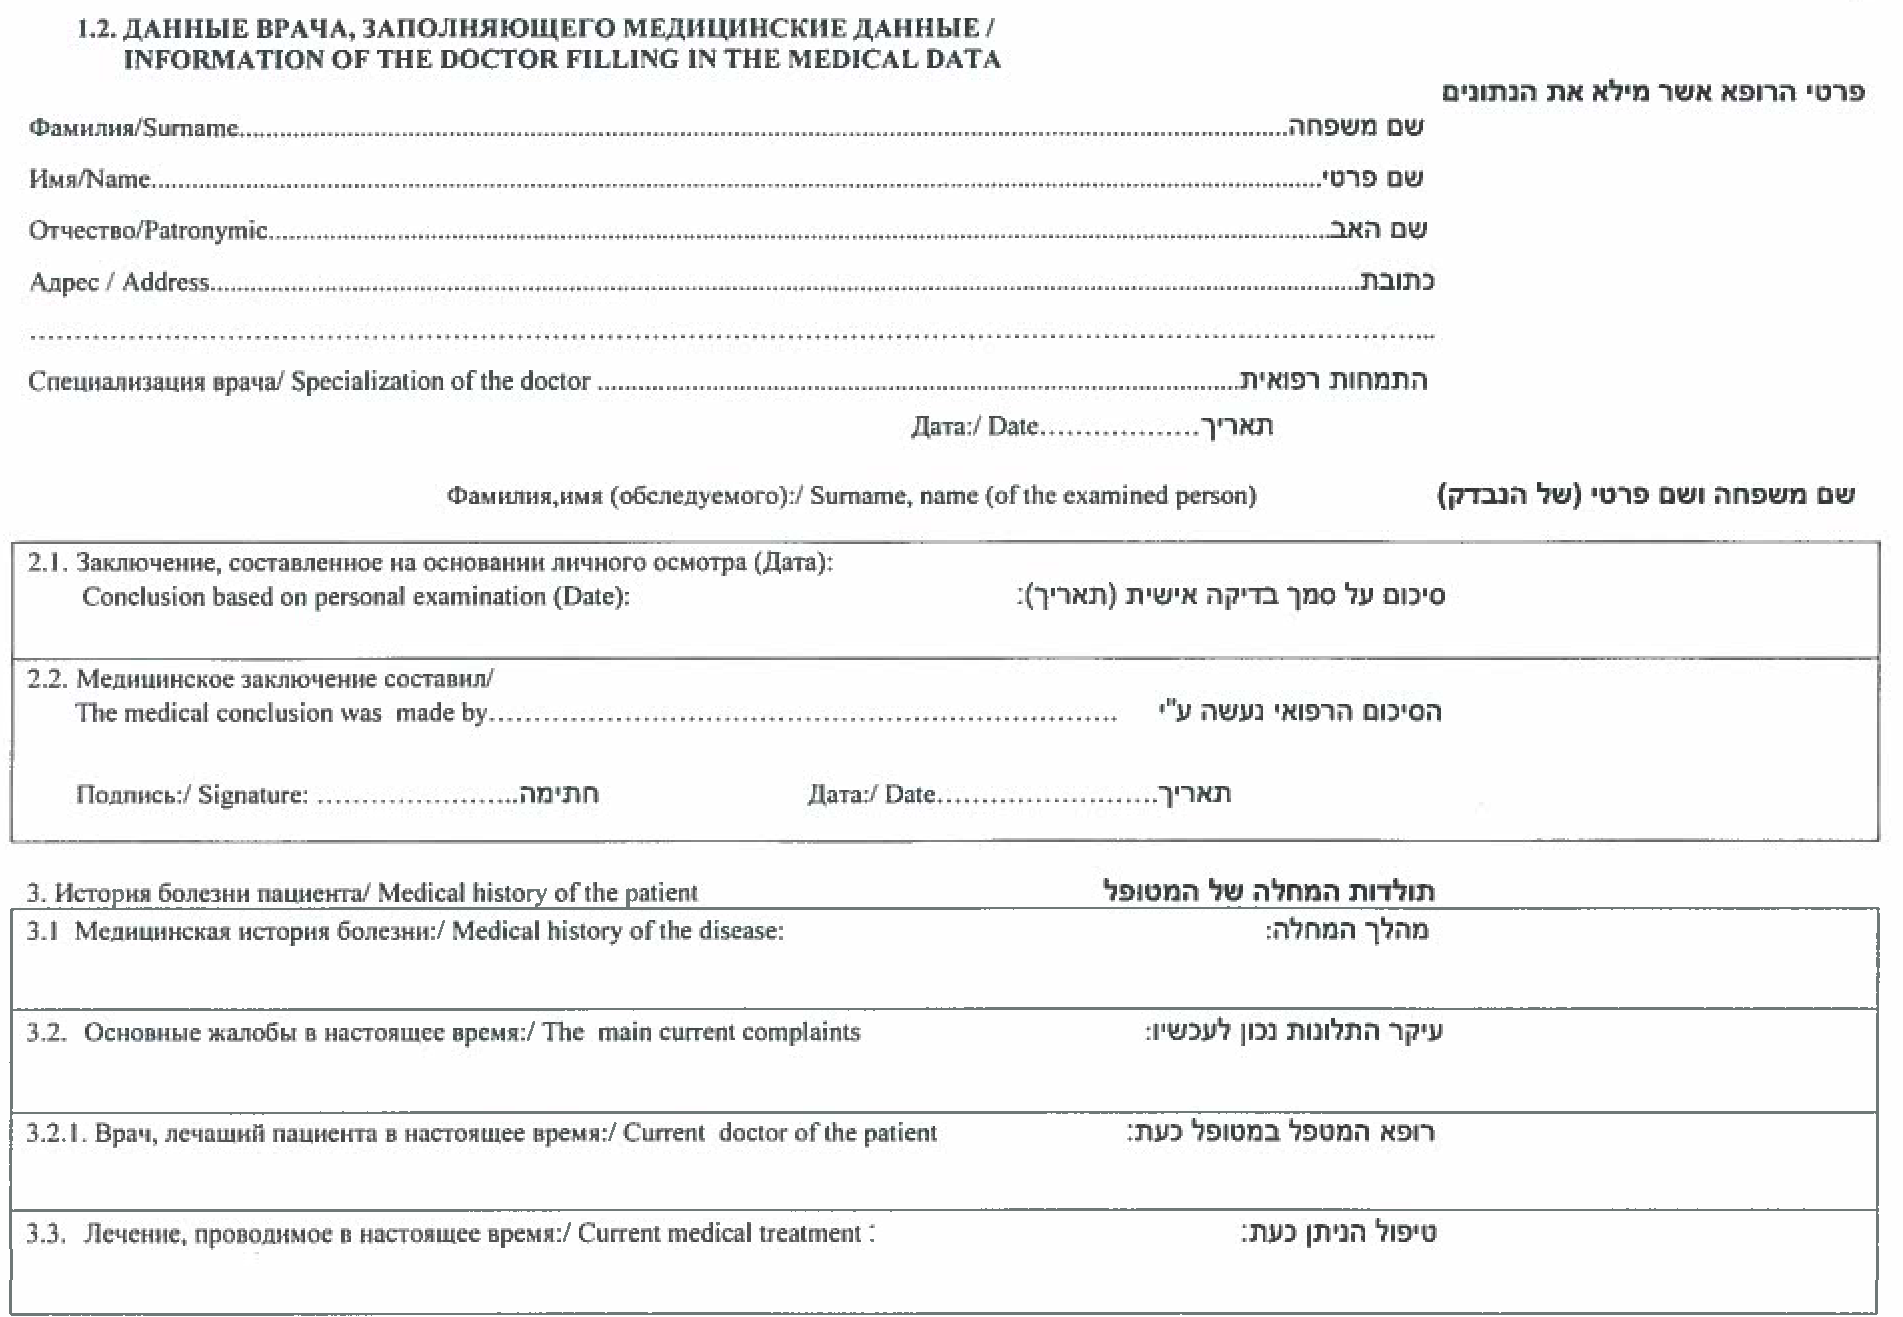 1.2. ДАННЫЕ ВРАЧА, ЗАПОЛНЯЮЩЕГО МЕДИЦИНСКИЕ ДАННЫЕ /
INFORMATION OF THE DOCTOR FILLING IN THE MEDICAL DATA
פרטי הרופא אשר מילא את הנתונים
Фамилия/Surname..........שם משפחה
Имя/Name..........שם פרטי
Отчество/Patronymic..........שם האב
Адрес / Address..........כתובת
..........
Специализация врача/ Specialization of the doctor ..........התמחות רפואית
Дата:/ Date..........תאריך
Фамилия,имя (обследуемого):/ Surname, name (of the examined person) שם משפחה ושם פרטי (של הנבדק)
2.1. Заключение, составленное на основании личного осмотра (Дата):
Conclusion based on personal examination (Date): סיכום על סמך בדיקה אישית (תאריך):
2.2. Медицинское заключение составил/
The medical conclusion was made by.......... הסיכום הרפואי נעשה ע"י
Подпись:/ Signature: ..........חתימה Дата:/ Date..........תאריך
3. История болезни пациента/ Medical history of the patient תולדות המחלה של המטופל
3.1 Медицинская история болезни:/ Medical history of the disease: מהלך המחלה:
3.2. Основные жалобы в настоящее время:/ The main current complaints עיקר התלונות נכון לעכשיו:
3.2.1. Врач, лечащий пациента в настоящее время:/ Current doctor of the patient רופא המטפל במטופל כעת:
3.3. Лечение, проводимое в настоящее время:/ Current medical treatment : טיפול הניתן כעת: